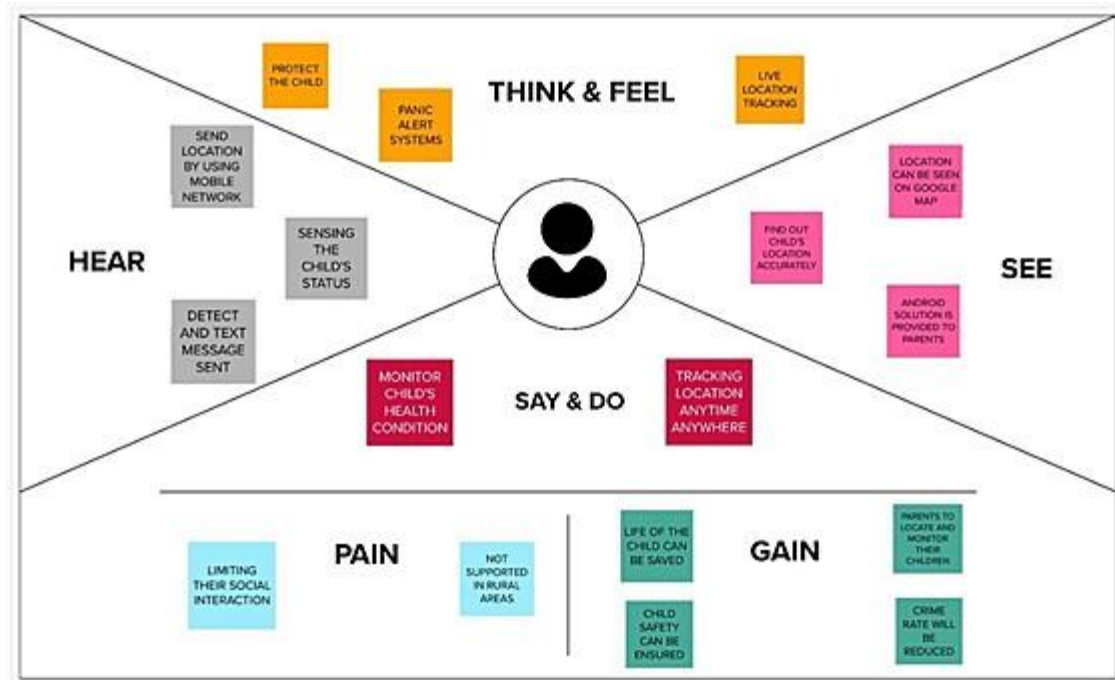 PROTECT
THE CHILD
PANIC
ALERT
SYSTEMS
THINK & FEEL
LIVE
LOCATION
TRACKING
SEND
LOCATION
BY USING
MOBILE
NETWORK
HEAR
SENSING
THE
CHILD'S
STATUS
DETECT
AND TEXT
MESSAGE
SENT
LOCATION
CAN BE SEEN
ON GOOGLE
MAP
FIND OUT
CHILD'S
LOCATION
ACCURATELY
SEE
ANDROID
SOLUTION IS
PROVIDED TO
PARENTS
MONITOR
CHILD'S
HEALTH
CONDITION
SAY & DO
TRACKING
LOCATION
ANYTIME
ANYWHERE
PAIN
LIMITING
THEIR SOCIAL
INTERACTION
NOT
SUPPORTED
IN RURAL
AREAS
GAIN
LIFE OF THE
CHILD CAN
BE SAVED
PARENTS TO
LOCATE AND
MONITOR
THEIR
CHILDREN
CHILD
SAFETY
CAN BE
ENSURED
CRIME
RATE WILL
BE
REDUCED